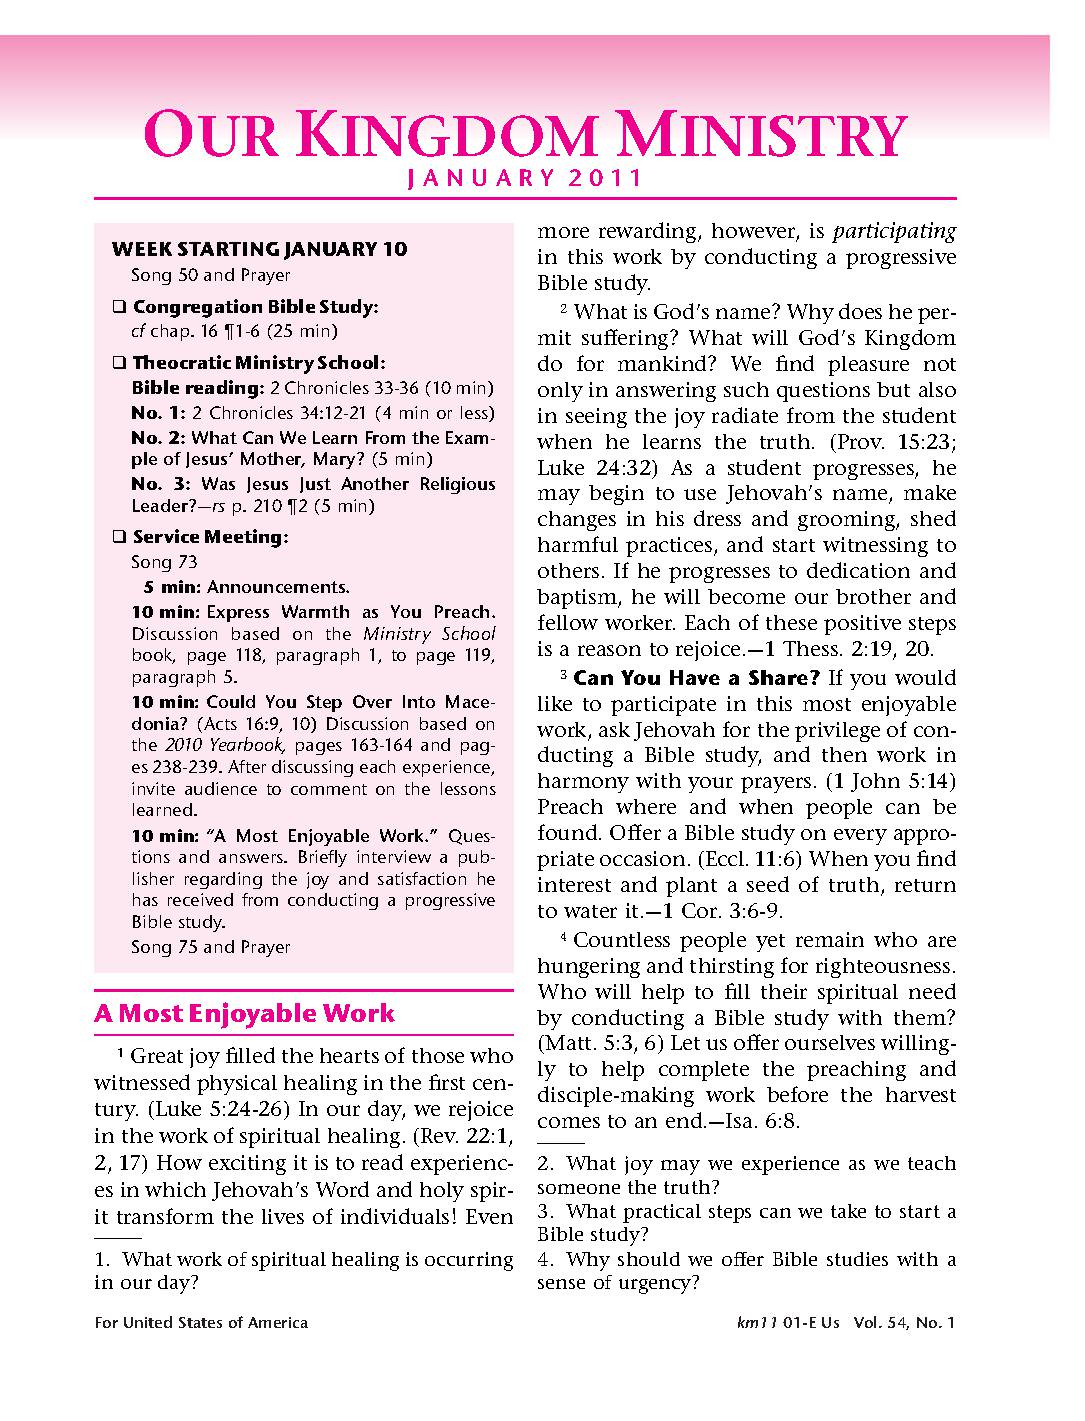 OUR KINGDOM MINISTRY
JANUARY 2011
WEEK STARTING JANUARY 10
Song 50 and Prayer
❑ Congregation Bible Study:
cf chap. 16 ¶1-6 (25 min)
❑ Theocratic Ministry School:
Bible reading: 2 Chronicles 33-36 (10 min)
No. 1: 2 Chronicles 34:12-21 (4 min or less)
No. 2: What Can We Learn From the Exam-
ple of Jesus’ Mother, Mary? (5 min)
No. 3: Was Jesus Just Another Religious
Leader?—rs p. 210 ¶2 (5 min)
❑ Service Meeting:
Song 73
5 min: Announcements.
10 min: Express Warmth as You Preach.
Discussion based on the Ministry School
book, page 118, paragraph 1, to page 119,
paragraph 5.
10 min: Could You Step Over Into Mace-
donia? (Acts 16:9, 10) Discussion based on
the 2010 Yearbook, pages 163-164 and pag-
es 238-239. After discussing each experience,
invite audience to comment on the lessons
learned.
10 min: “A Most Enjoyable Work.” Ques-
tions and answers. Briefly interview a pub-
lisher regarding the joy and satisfaction he
has received from conducting a progressive
Bible study.
Song 75 and Prayer
A Most Enjoyable Work
1 Great joy filled the hearts of those who
witnessed physical healing in the first cen-
tury. (Luke 5:24-26) In our day, we rejoice
in the work of spiritual healing. (Rev. 22:1,
2, 17) How exciting it is to read experienc-
es in which Jehovah’s Word and holy spir-
it transform the lives of individuals! Even
1. What work of spiritual healing is occurring
in our day?
more rewarding, however, is participating
in this work by conducting a progressive
Bible study.
2 What is God’s name? Why does he per-
mit suffering? What will God’s Kingdom
do for mankind? We find pleasure not
only in answering such questions but also
in seeing the joy radiate from the student
when he learns the truth. (Prov. 15:23;
Luke 24:32) As a student progresses, he
may begin to use Jehovah’s name, make
changes in his dress and grooming, shed
harmful practices, and start witnessing to
others. If he progresses to dedication and
baptism, he will become our brother and
fellow worker. Each of these positive steps
is a reason to rejoice.—1 Thess. 2:19, 20.
3 Can You Have a Share? If you would
like to participate in this most enjoyable
work, ask Jehovah for the privilege of con-
ducting a Bible study, and then work in
harmony with your prayers. (1 John 5:14)
Preach where and when people can be
found. Offer a Bible study on every appro-
priate occasion. (Eccl. 11:6) When you find
interest and plant a seed of truth, return
to water it.—1 Cor. 3:6-9.
4 Countless people yet remain who are
hungering and thirsting for righteousness.
Who will help to fill their spiritual need
by conducting a Bible study with them?
(Matt. 5:3, 6) Let us offer ourselves willing-
ly to help complete the preaching and
disciple-making work before the harvest
comes to an end.—Isa. 6:8.
2. What joy may we experience as we teach
someone the truth?
3. What practical steps can we take to start a
Bible study?
4. Why should we offer Bible studies with a
sense of urgency?
For United States of America
km11 01-E Us Vol. 54, No. 1